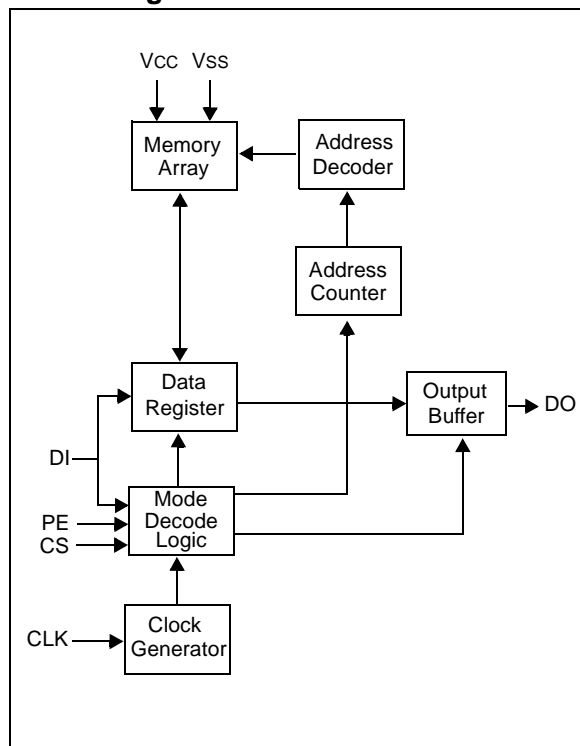 VCC VSS
Memory
Array
Address
Decoder
Address
Counter
Data
Register
Output
Buffer
DO
DI
Mode
Decode
Logic
PE
CS
CLK
Clock
Generator